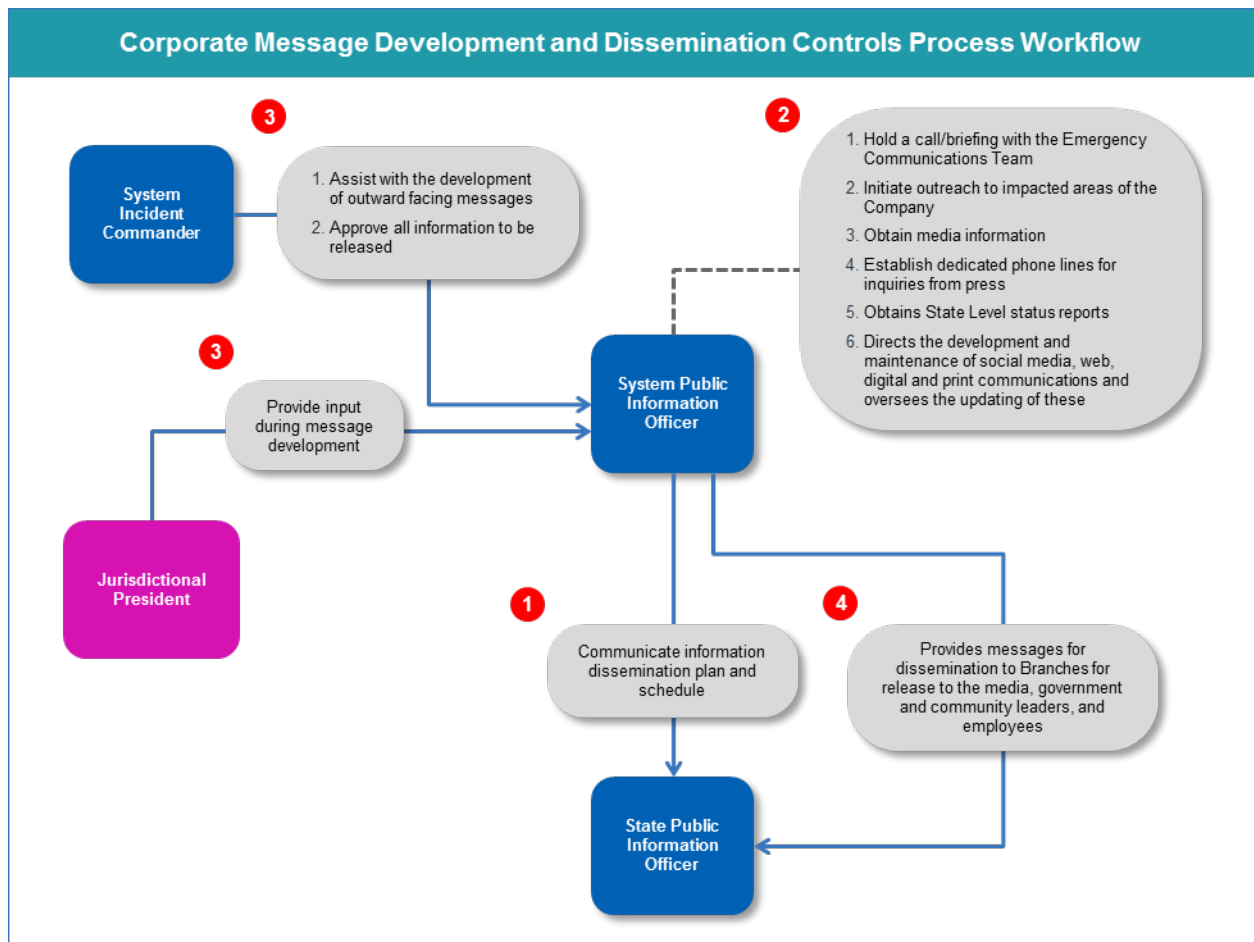 Corporate Message Development and Dissemination Controls Process Workflow
3
System
Incident
Commander
1. Assist with the development
of outward facing messages
2. Approve all information to be
released
2
1. Hold a call/briefing with the Emergency
Communications Team
2. Initiate outreach to impacted areas of the
Company
3. Obtain media information
4. Establish dedicated phone lines for
inquiries from press
5. Obtains State Level status reports
6. Directs the development and
maintenance of social media, web,
digital and print communications and
oversees the updating of these
3
Provide input
during message
development
System Public
Information
Officer
Jurisdictional
President
1
Communicate information
dissemination plan and
schedule
4
Provides messages for
dissemination to Branches for
release to the media, government
and community leaders, and
employees
State Public
Information
Officer